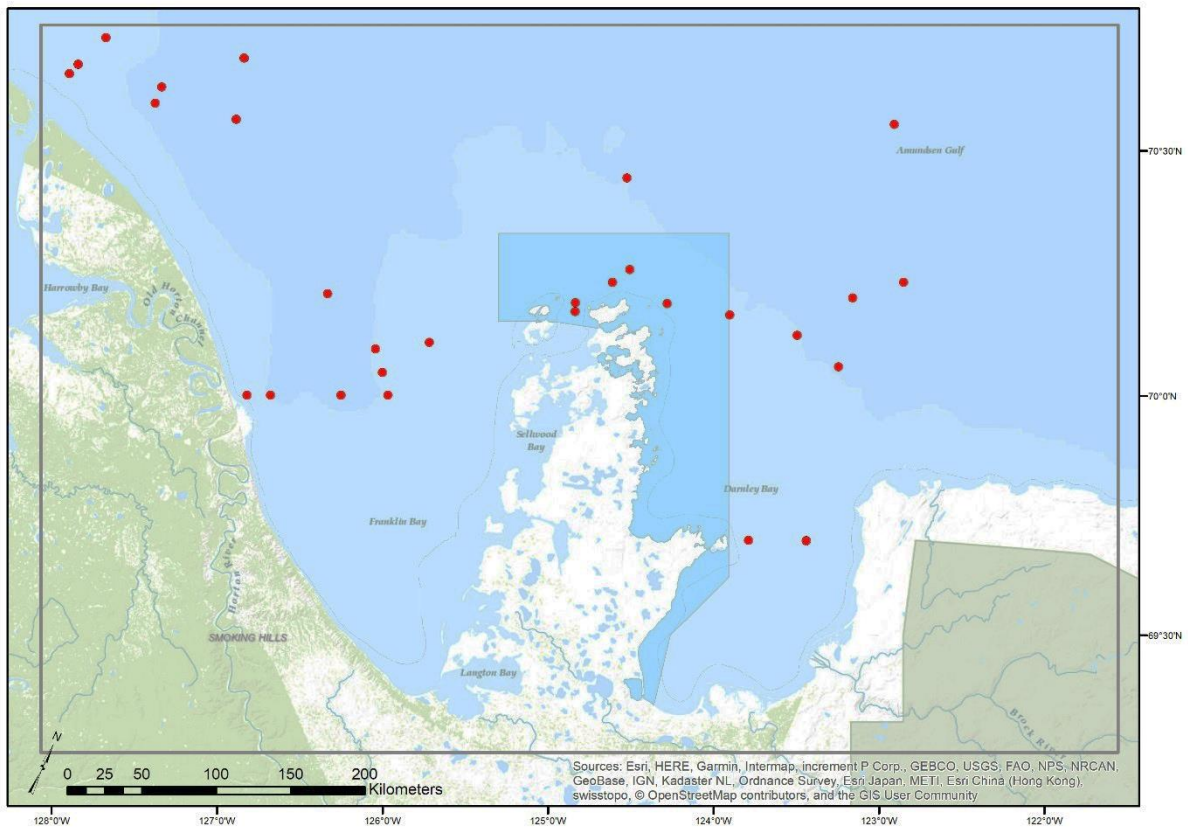 Amundsen Gulf
70°30'N
Harrowby Bay
Old Horton Channel
70°0'N
Sellwood
Bay
Darnley Bay
Franklin Bay
Horton River
SMOKING HILLS
69°30'N
Langton Bay
Brock River
N
0 25 50 100 150 200
Kilometers
Sources: Esri, HERE, Garmin, Intermap, increment P Corp., GEBCO, USGS, FAO, NPS, NRCAN,
GeoBase, IGN, Kadaster NL, Ordnance Survey, Esri Japan, METI, Esri China (Hong Kong),
swisstopo, © OpenStreetMap contributors, and the GIS User Community
128°0'W 127°0'W 126°0'W 125°0'W 124°0'W 123°0'W 122°0'W